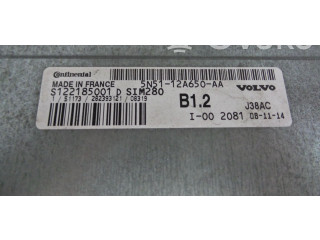 Continental
MADE IN FRANCE 5N51-12A650-AA VOLVO
S122185001 D SIM280 B1.2 J38AC
I-00 2081 08-11-14